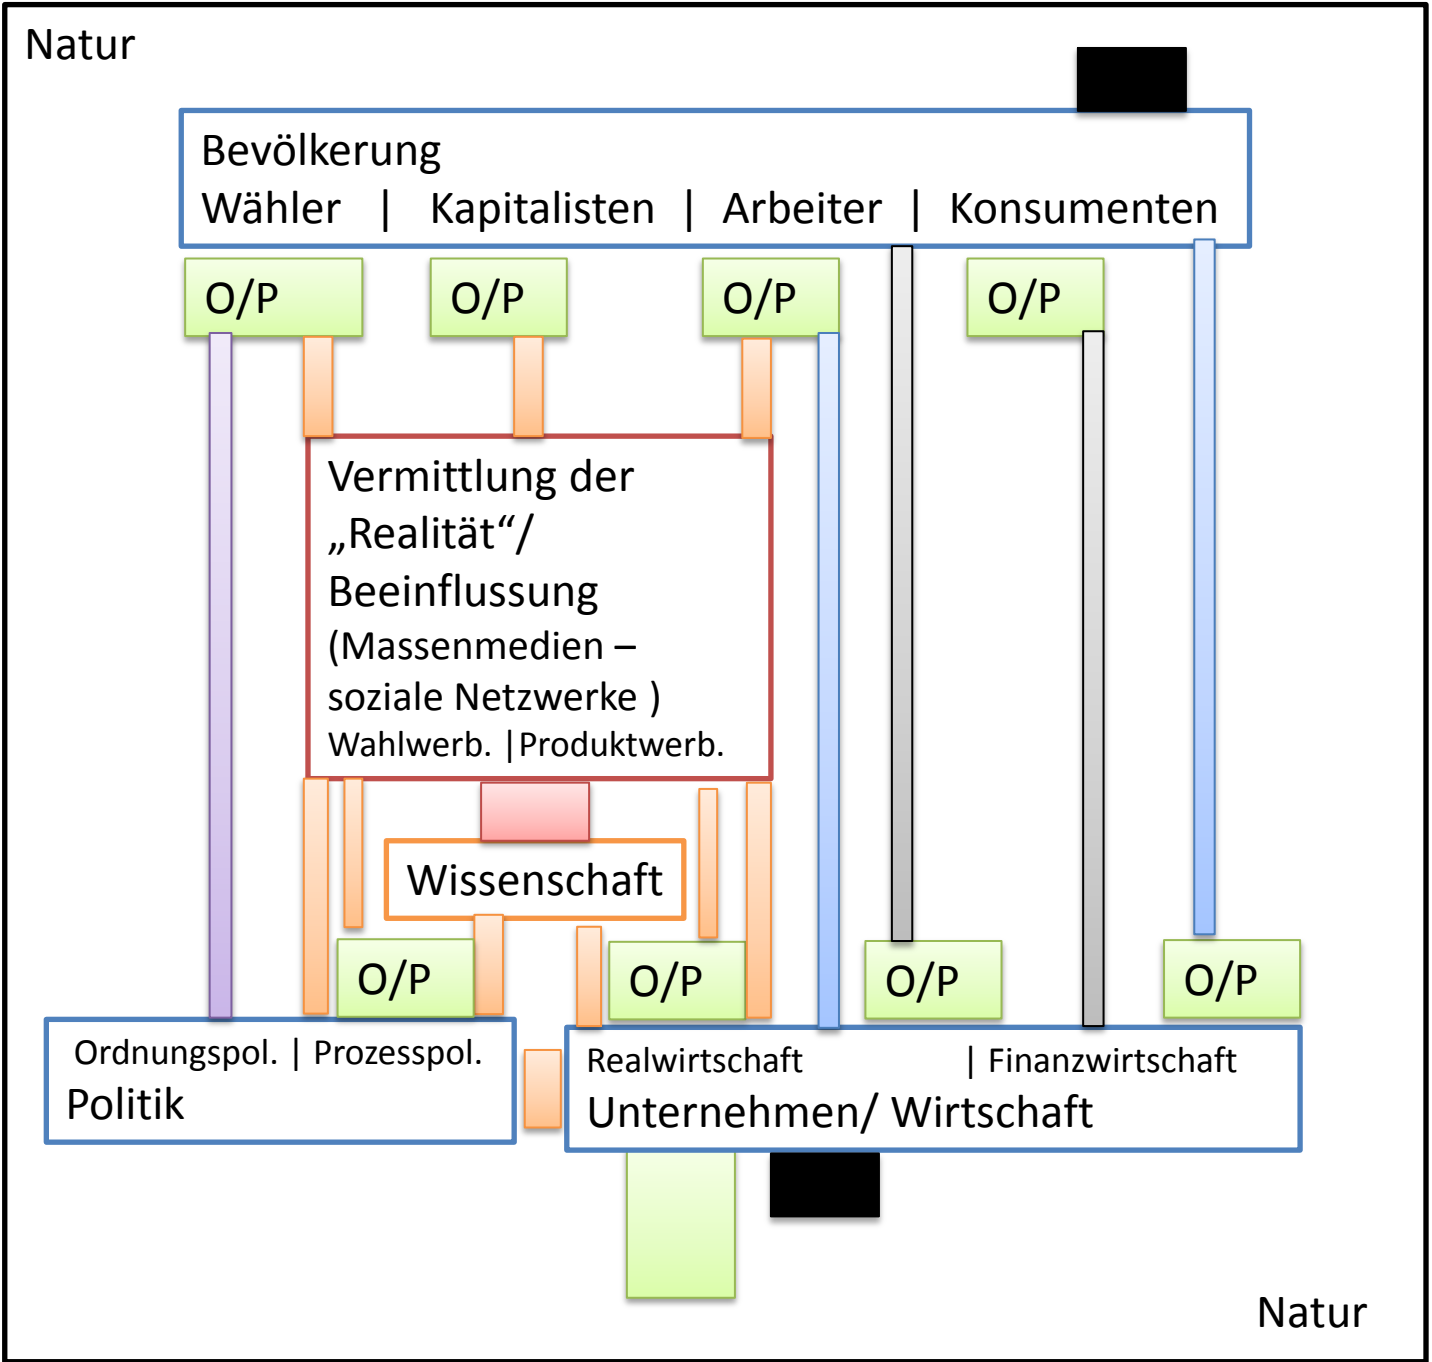 Natur
Bevölkerung
Wähler | Kapitalisten | Arbeiter | Konsumenten
O/P O/P O/P O/P
Vermittlung der
„Realität“/
Beeinflussung
(Massenmedien –
soziale Netzwerke )
Wahlwerb. |Produktwerb.
Wissenschaft
O/P O/P O/P O/P
Ordnungspol. | Prozesspol.
Politik
Realwirtschaft | Finanzwirtschaft
Unternehmen/ Wirtschaft
Natur